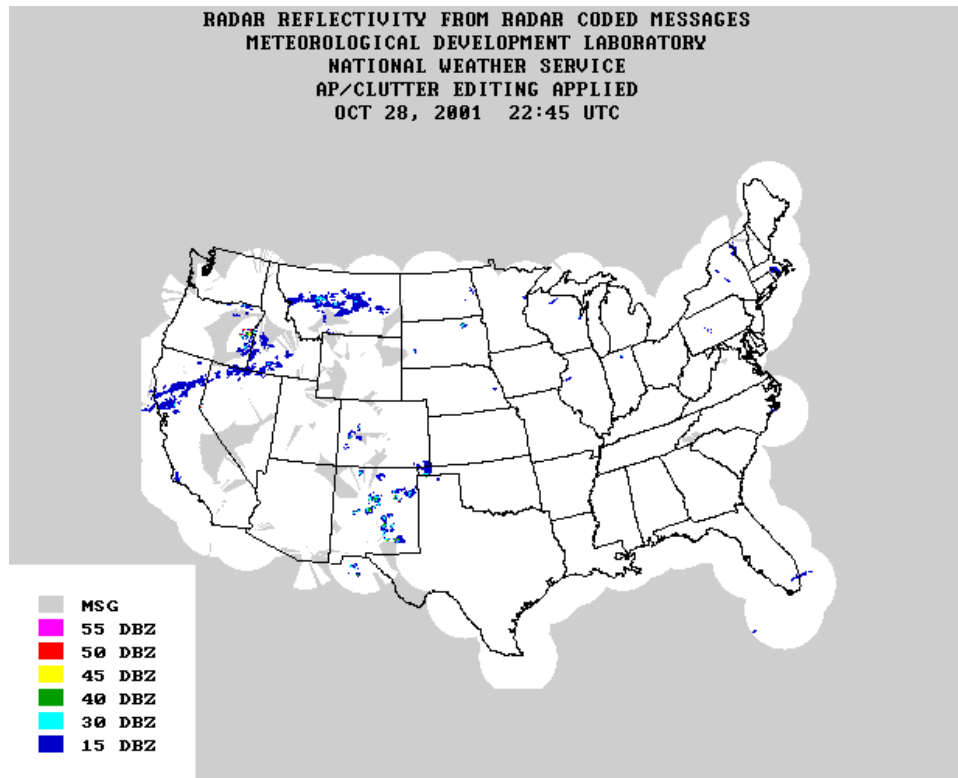 RADAR REFLECTIVITY FROM RADAR CODED MESSAGES
METEOROLOGICAL DEVELOPMENT LABORATORY
NATIONAL WEATHER SERVICE
AP/CLUTTER EDITING APPLIED
OCT 28, 2001 22:45 UTC
MSG
55 DBZ
50 DBZ
45 DBZ
40 DBZ
30 DBZ
15 DBZ